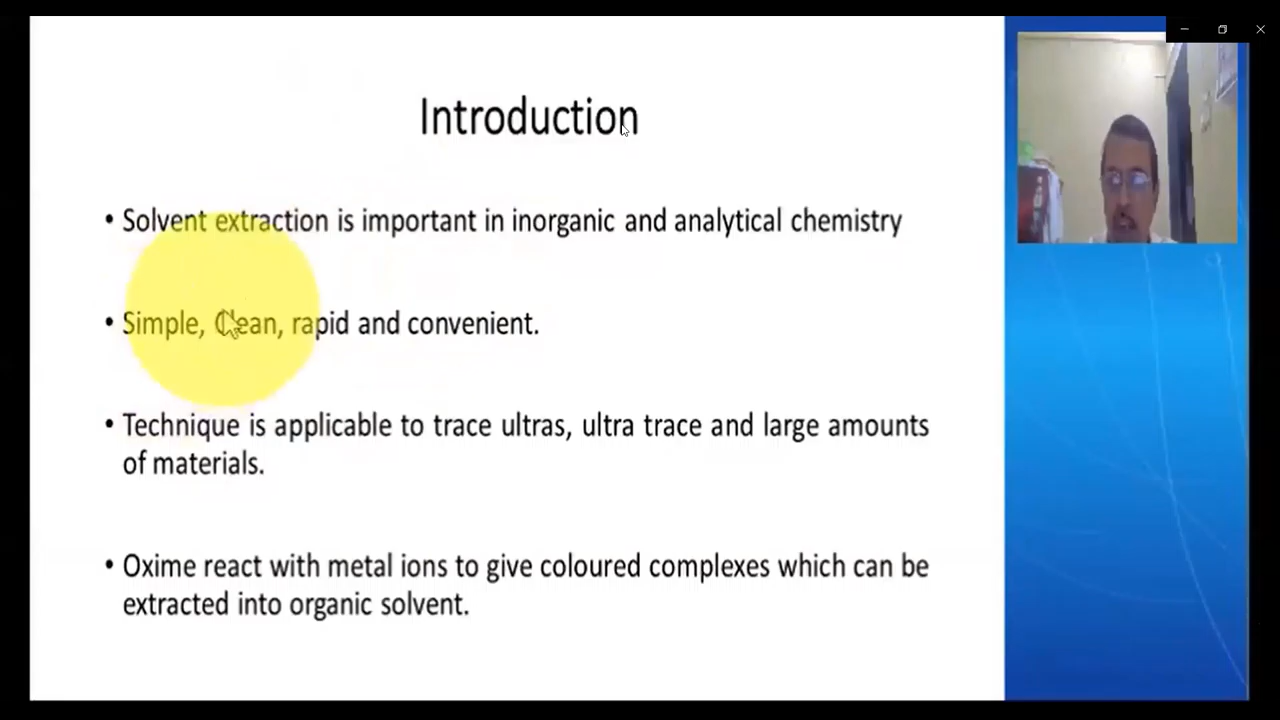 Introduction
• Solvent extraction is important in inorganic and analytical chemistry
• Simple, Clean, rapid and convenient.
• Technique is applicable to trace ultras, ultra trace and large amounts
of materials.
• Oxime react with metal ions to give coloured complexes which can be
extracted into organic solvent.